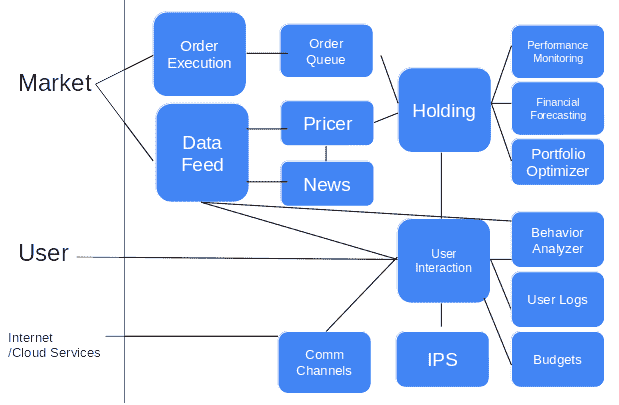 Market
Order
Execution
Order
Queue
Data
Feed
Pricer
News
Holding
Performance
Monitoring
Financial
Forecasting
Portfolio
Optimizer
User
User
Interaction
Behavior
Analyzer
User Logs
Budgets
Internet
/Cloud Services
Comm
Channels
IPS